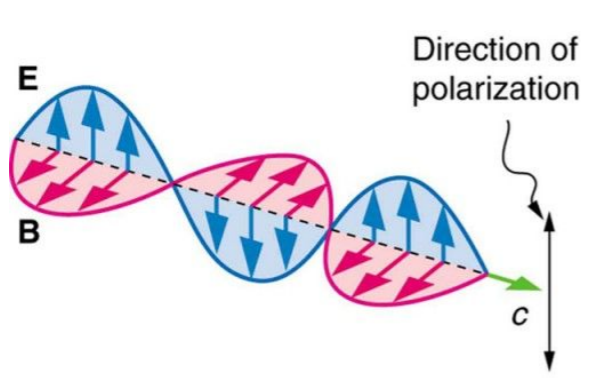 Direction of
polarization
E
B
c